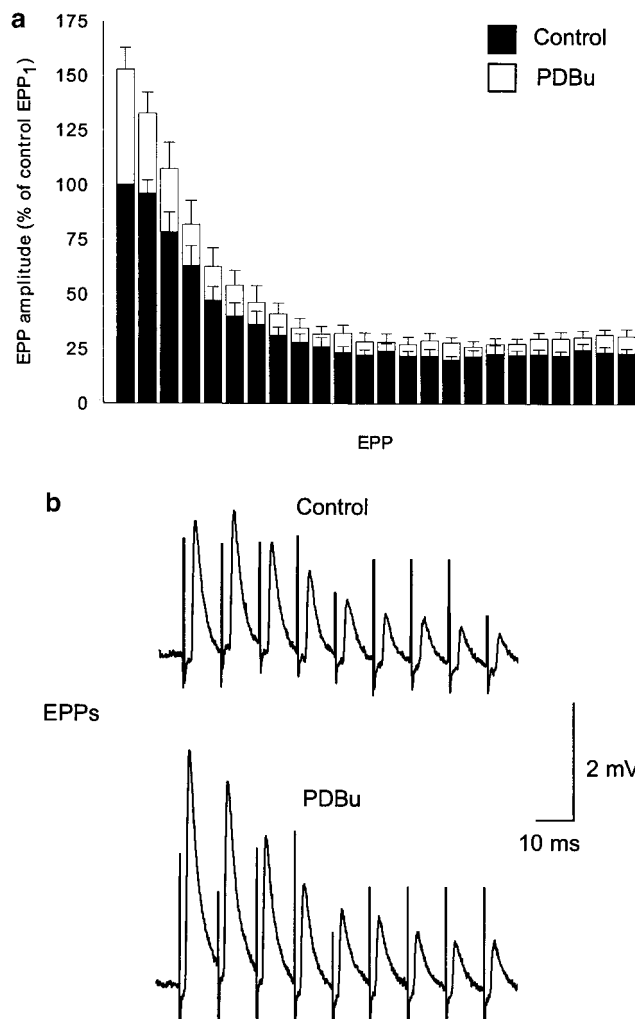 a
175
150
125
100
75
50
25
0
EPP amplitude (% of control EPP1)
Control
PDBu
EPP
b
Control
EPPs
PDBu
2 mV
10 ms